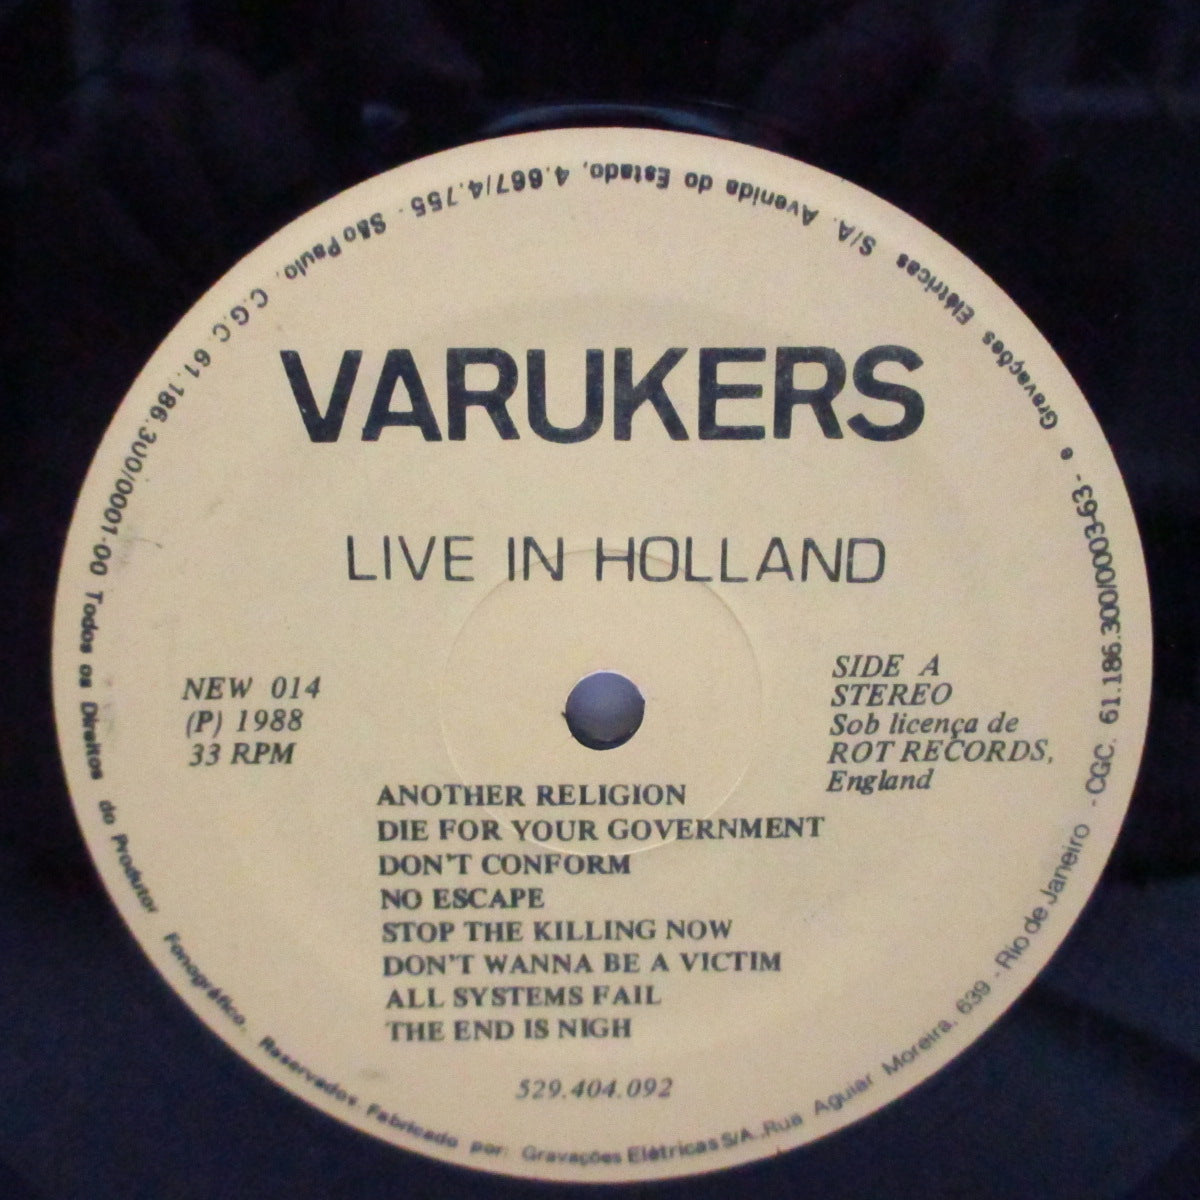 VARUKERS
LIVE IN HOLLAND
NEW 014
(P) 1988
33 RPM
SIDE A
STEREO
Sob licença de
ROT RECORDS,
England
ANOTHER RELIGION
DIE FOR YOUR GOVERNMENT
DON'T CONFORM
NO ESCAPE
STOP THE KILLING NOW
DON'T WANNA BE A VICTIM
ALL SYSTEMS FAIL
THE END IS NIGH
529.404.092
Todos os Direitos do Produtor Fonográfico. Reservados. Fabricado por: Gravações Elétricas S/A..Rua Aguiar Moreira, 639 - Rio de Janeiro - CGC. 61.186.300/0003-63 - e Gravações Elétricas S/A. Avenida do Estado, 4.667/4.755 - São Paulo, C.G.C 61.186.300/0001-00